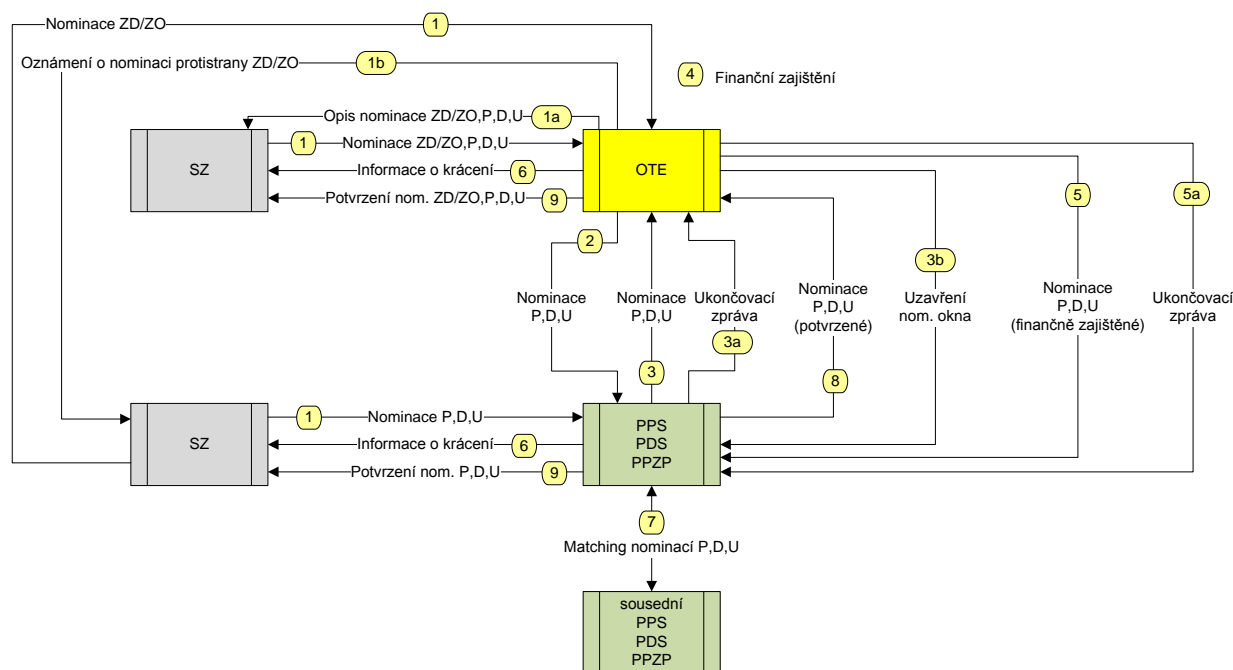 Nominace ZD/ZO
1
Oznámení o nominaci protistrany ZD/ZO
1b
4
Finanční zajištění
Opis nominace ZD/ZO,P,D,U
1a
SZ
1
Nominace ZD/ZO,P,D,U
Informace o krácení
6
Potvrzení nom. ZD/ZO,P,D,U
9
OTE
5
5a
2
3b
Nominace
P,D,U
Nominace
P,D,U
3
Ukončovací
zpráva
3a
Nominace
P,D,U
(potvrzené)
8
Uzavření
nom. okna
Nominace
P,D,U
(finančně zajištěné)
Ukončovací
zpráva
SZ
1
Nominace P,D,U
Informace o krácení
6
Potvrzení nom. P,D,U
9
PPS
PDS
PPZP
7
Matching nominací P,D,U
sousední
PPS
PDS
PPZP